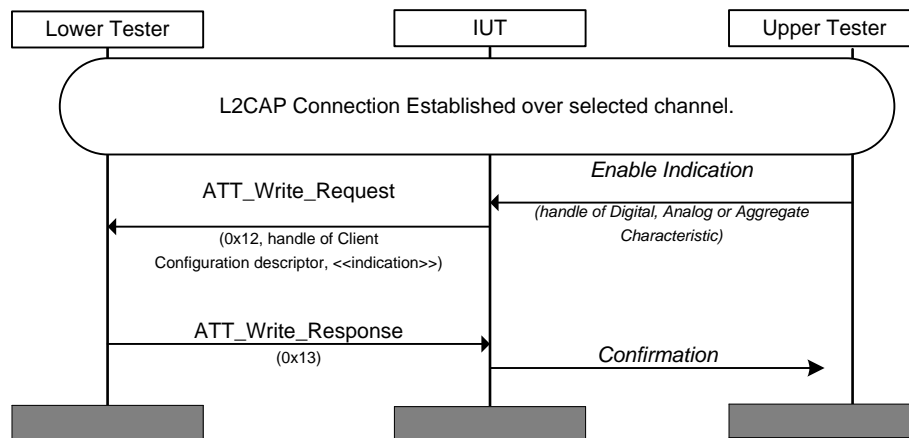 Lower Tester
IUT
Upper Tester
L2CAP Connection Established over selected channel.
Enable Indication
(handle of Digital, Analog or Aggregate
Characteristic)
ATT_Write_Request
(0x12, handle of Client
Configuration descriptor, <<indication>>)
ATT_Write_Response
(0x13)
Confirmation